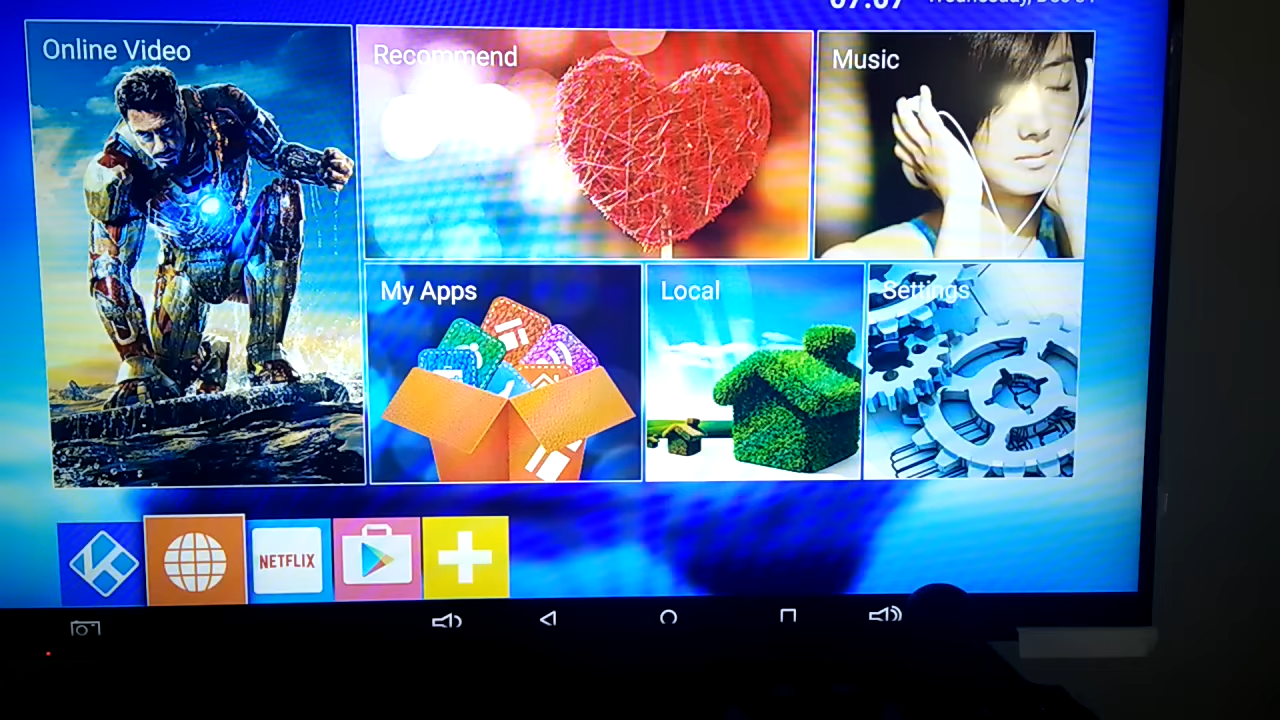 Online Video
Recommend
Music
My Apps
Local
Settings
NETFLIX